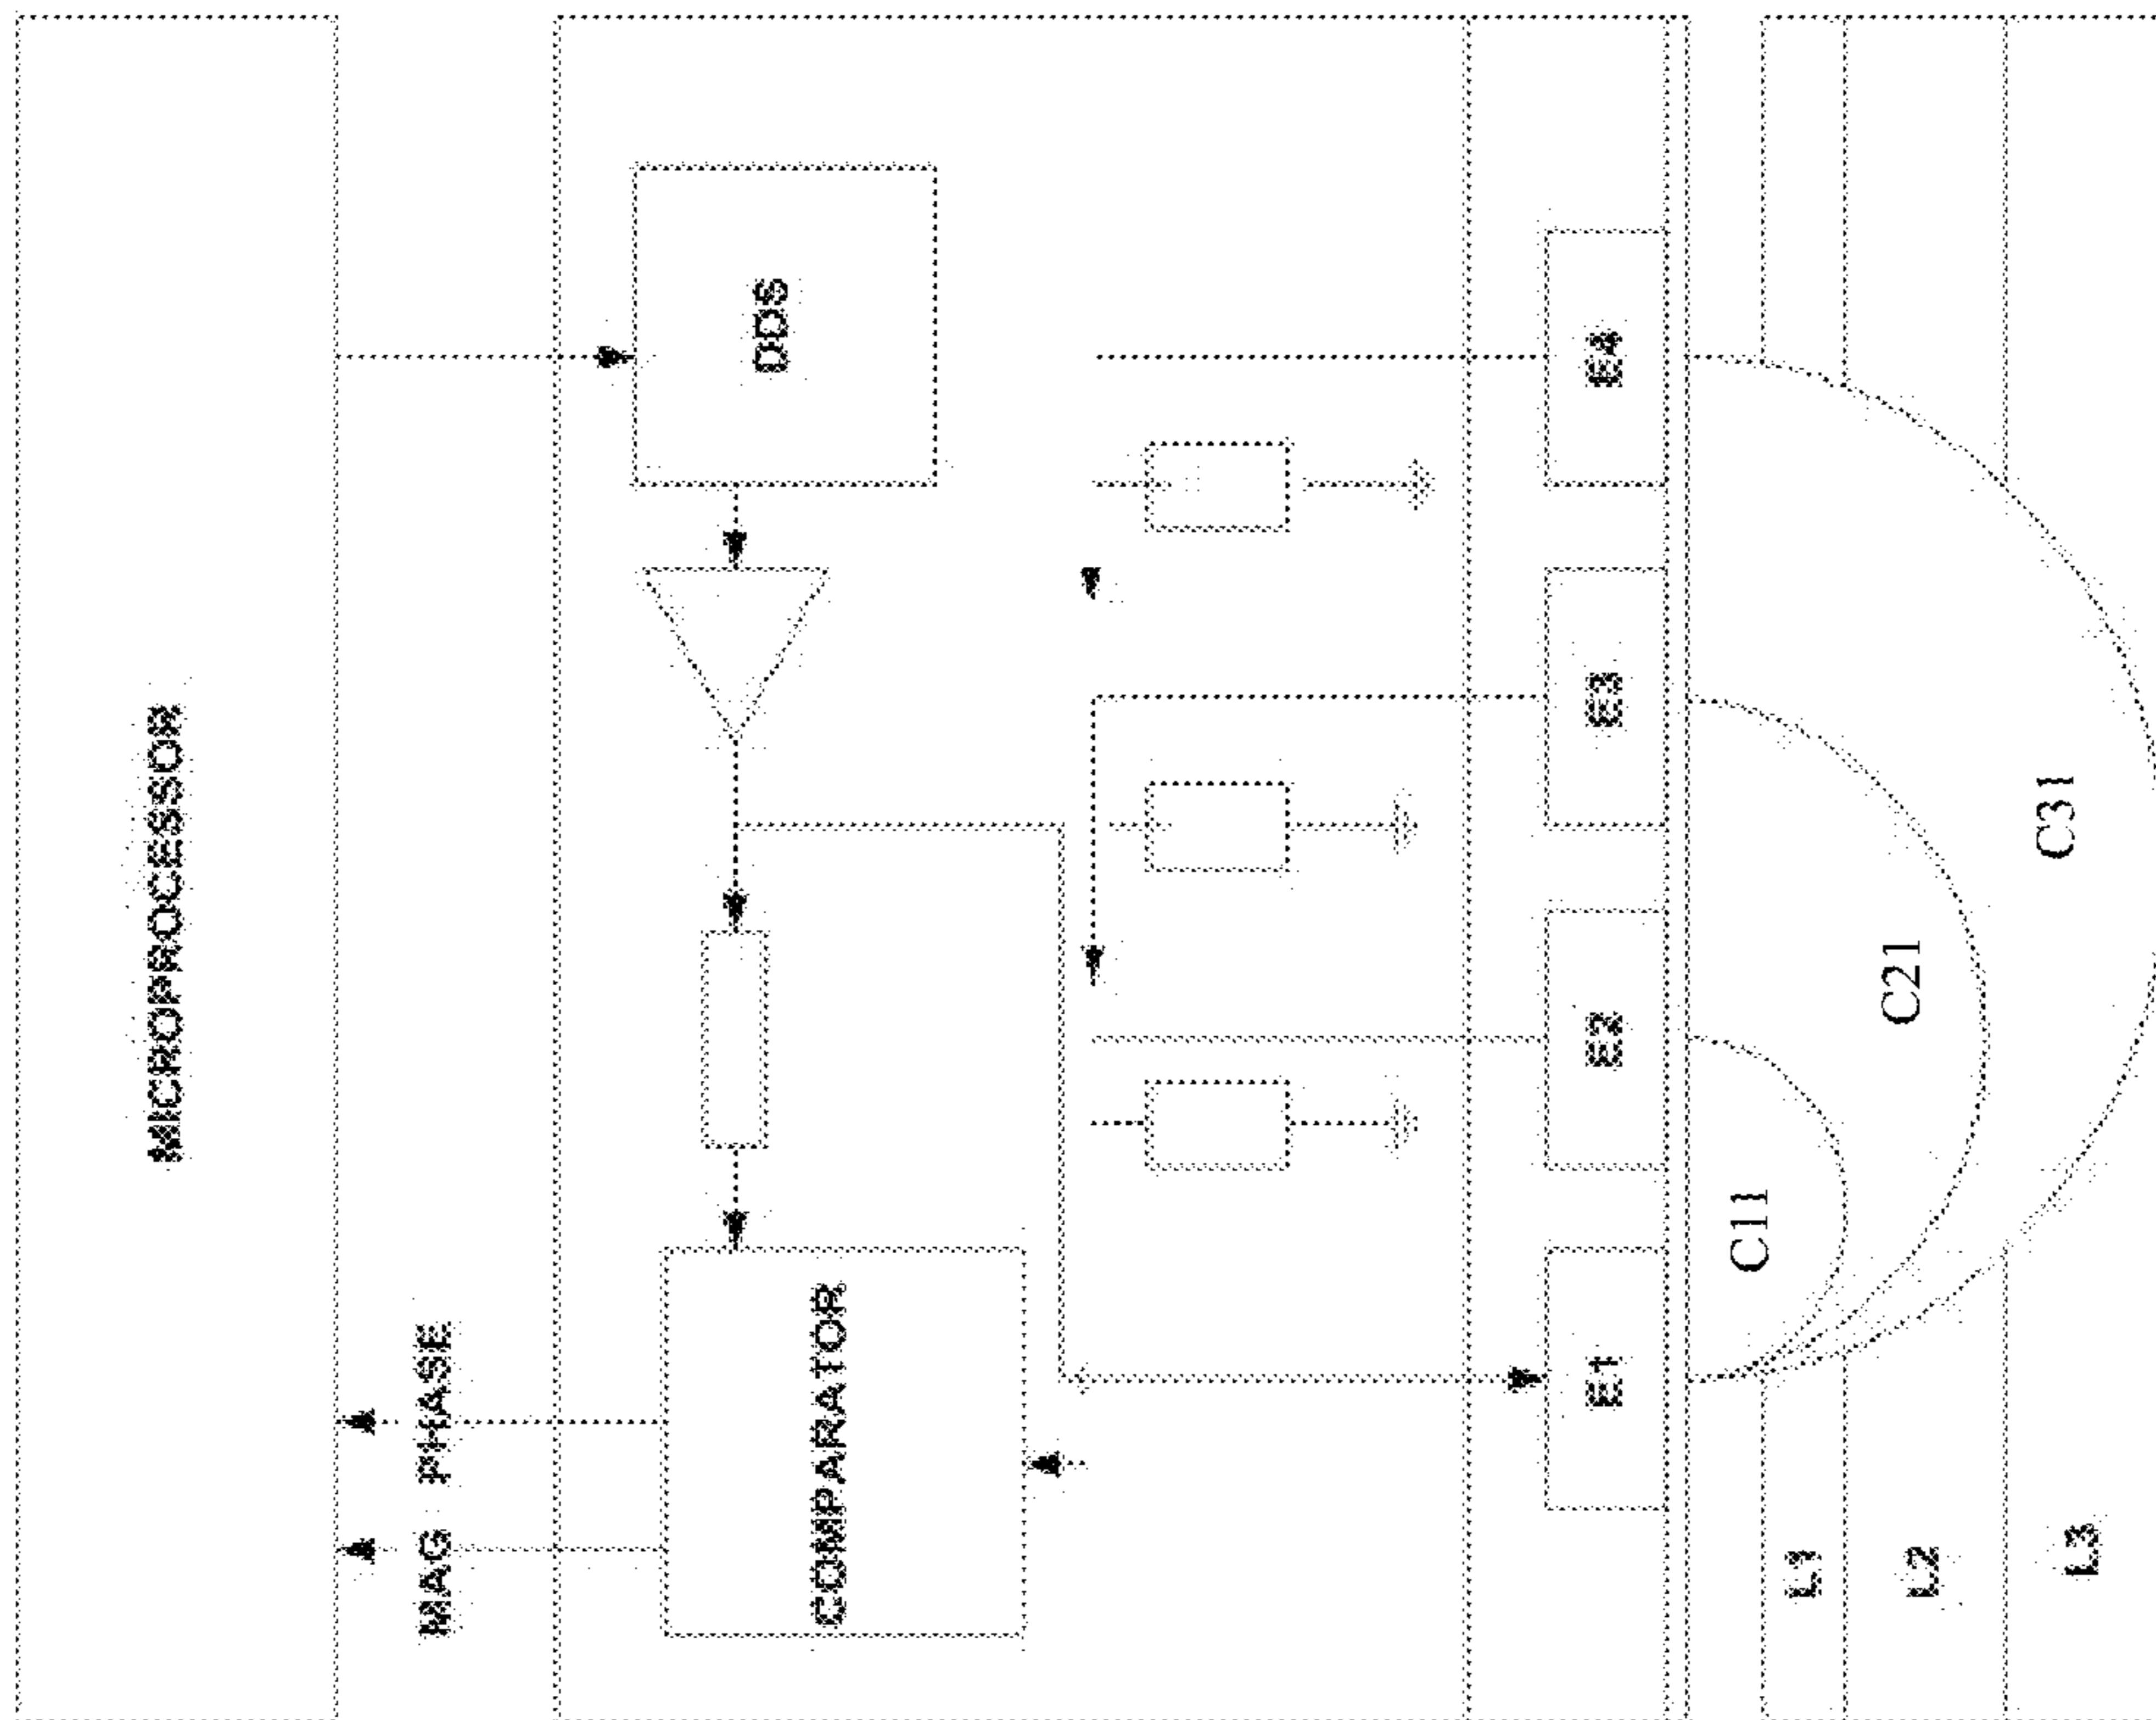 MICROPROCESSOR
MAG PHASE
DDS
COMPARATOR
E1 E2 E3 E4
C11
C21
C31
L1
L2
L3